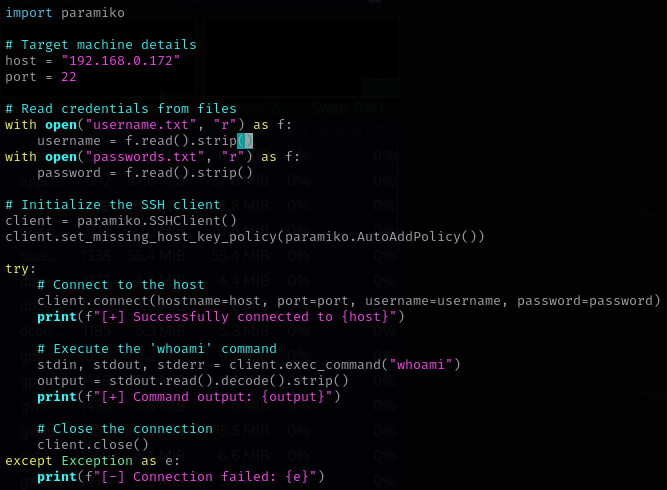 import paramiko
# Target machine details
host = "192.168.0.172"
port = 22
# Read credentials from files
with open("username.txt", "r") as f:
    username = f.read().strip()
with open("passwords.txt", "r") as f:
    password = f.read().strip()
# Initialize the SSH client
client = paramiko.SSHClient()
client.set_missing_host_key_policy(paramiko.AutoAddPolicy())
try:
    # Connect to the host
    client.connect(hostname=host, port=port, username=username, password=password)
    print(f"[+] Successfully connected to {host}")
    # Execute the 'whoami' command
    stdin, stdout, stderr = client.exec_command("whoami")
    output = stdout.read().decode().strip()
    print(f"[+] Command output: {output}")
    # Close the connection
    client.close()
except Exception as e:
    print(f"[-] Connection failed: {e}")